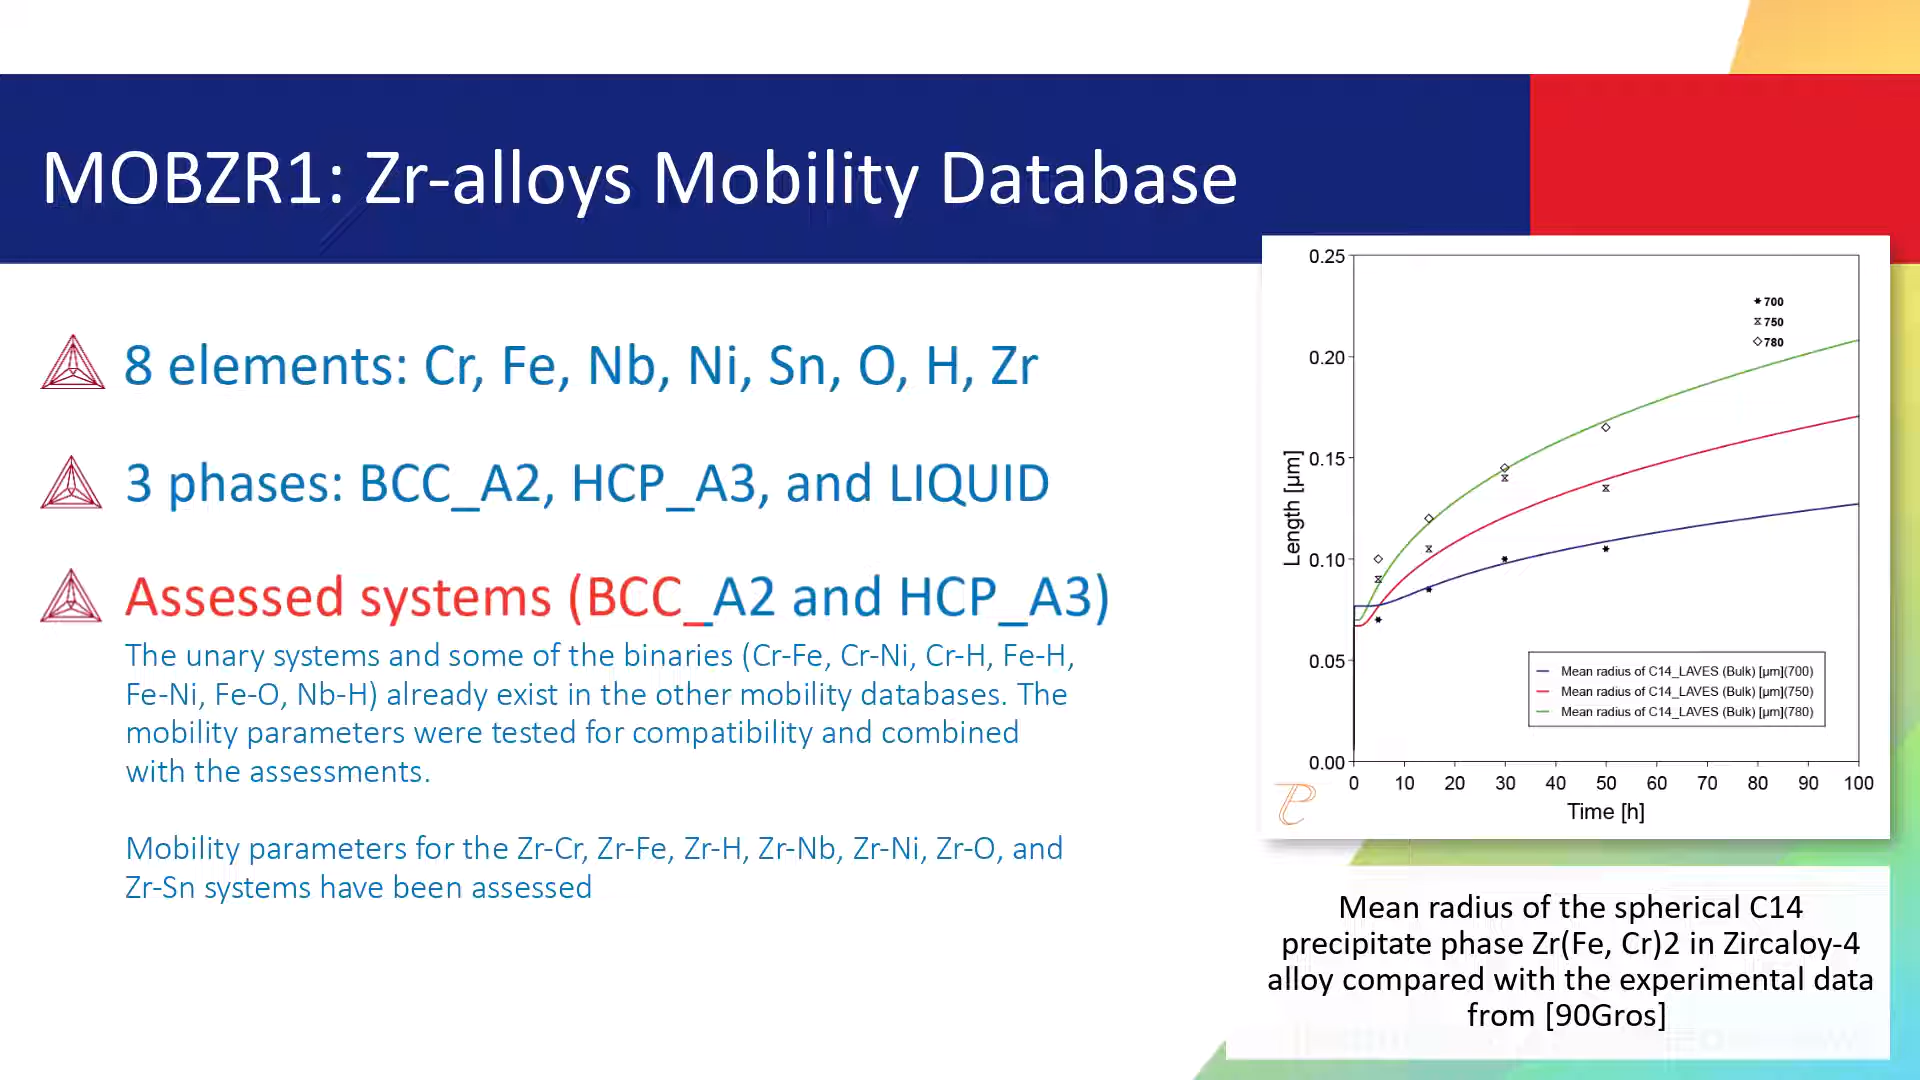 MOBZR1: Zr-alloys Mobility Database
8 elements: Cr, Fe, Nb, Ni, Sn, O, H, Zr
3 phases: BCC_A2, HCP_A3, and LIQUID
Assessed systems (BCC_A2 and HCP_A3)
The unary systems and some of the binaries (Cr-Fe, Cr-Ni, Cr-H, Fe-H,
Fe-Ni, Fe-O, Nb-H) already exist in the other mobility databases. The
mobility parameters were tested for compatibility and combined
with the assessments.
Mobility parameters for the Zr-Cr, Zr-Fe, Zr-H, Zr-Nb, Zr-Ni, Zr-O, and
Zr-Sn systems have been assessed
0.25
0.20
0.15
0.10
0.05
0.00
Length [µm]
700
750
780
Mean radius of C14_LAVES (Bulk) [µm](700)
Mean radius of C14_LAVES (Bulk) [µm](750)
Mean radius of C14_LAVES (Bulk) [µm](780)
0 10 20 30 40 50 60 70 80 90 100
Time [h]
Mean radius of the spherical C14
precipitate phase Zr(Fe, Cr)2 in Zircaloy-4
alloy compared with the experimental data
from [90Gros]